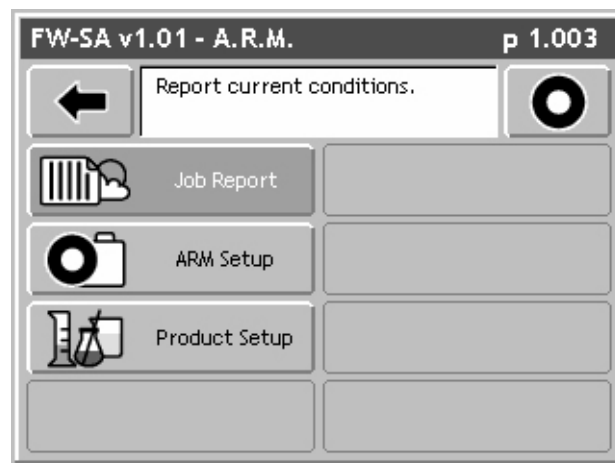 FW-SA v1.01 - A.R.M. p 1.003
Report current conditions.
Job Report
ARM Setup
Product Setup